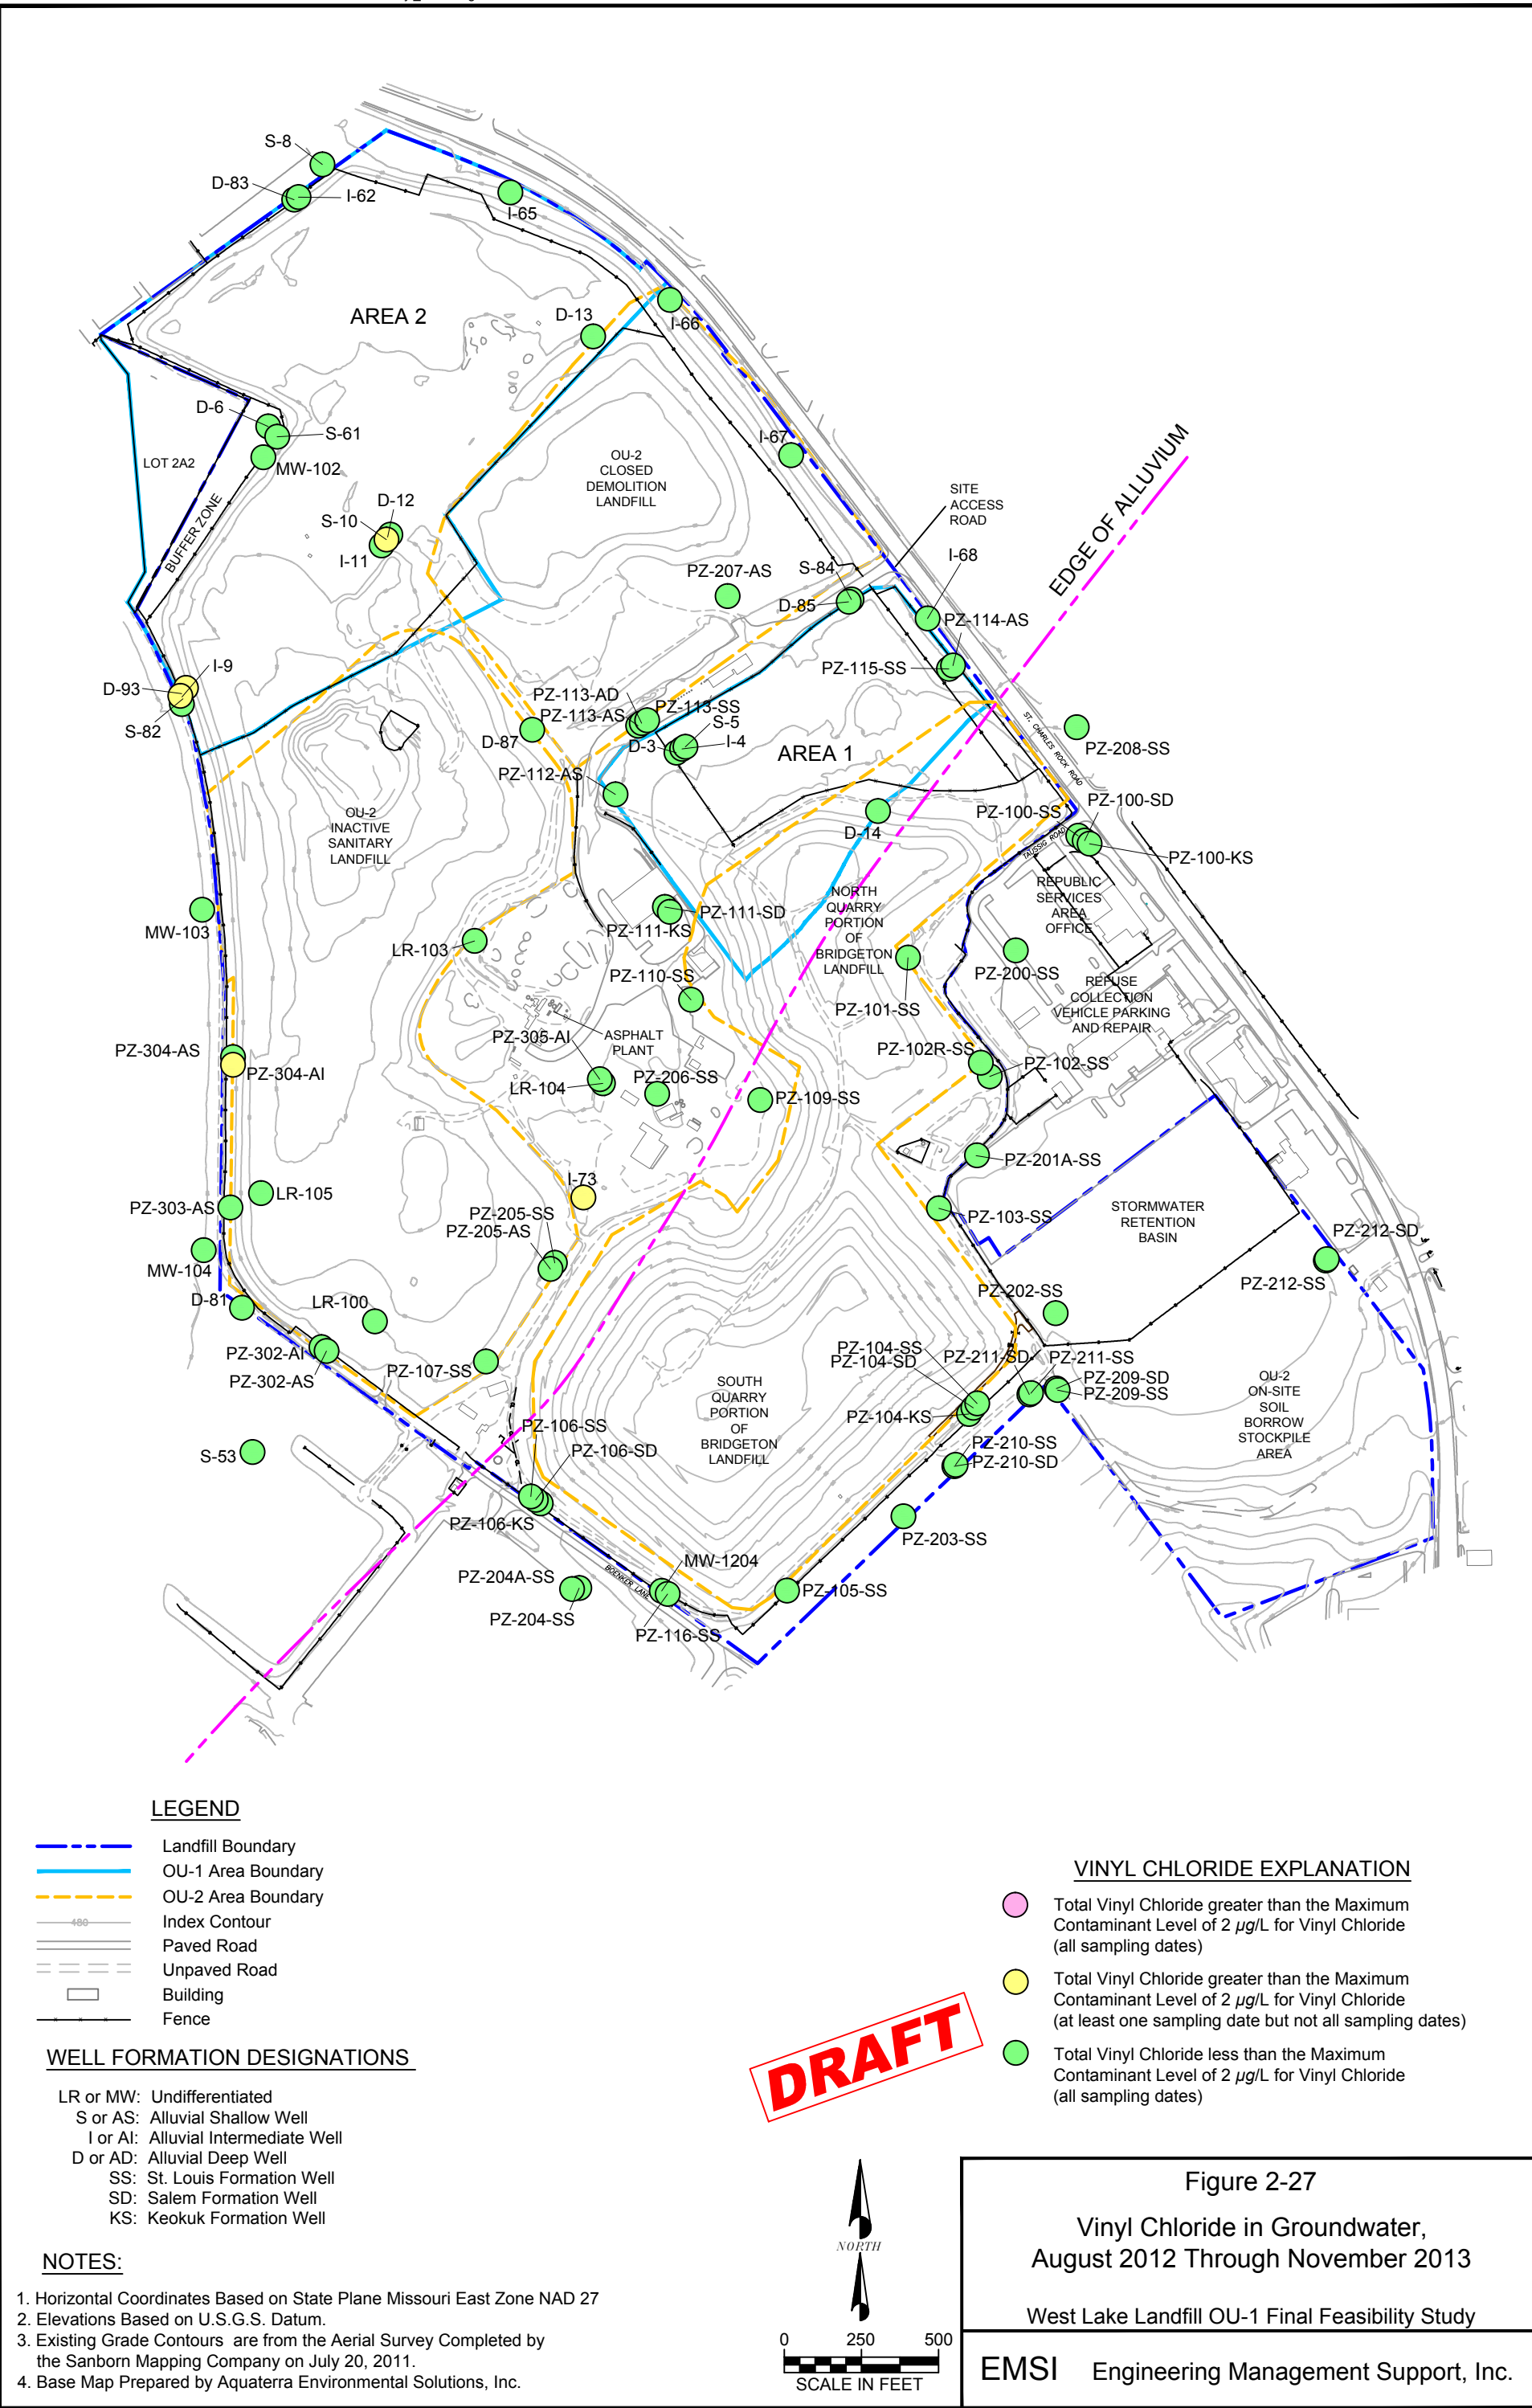 S-8
D-83
I-62
I-65
AREA 2
D-13
I-66
D-6
S-61
LOT 2A2
MW-102
BUFFER ZONE
OU-2
CLOSED
DEMOLITION
LANDFILL
I-67
EDGE OF ALLUVIUM
SITE
ACCESS
ROAD
D-12
S-10
I-11
I-68
PZ-207-AS
S-84
D-85
PZ-114-AS
PZ-115-SS
I-9
D-93
S-82
PZ-113-AD
PZ-113-SS
PZ-113-AS
S-5
D-87
D-3
I-4
AREA 1
ST. CHARLES ROCK ROAD
PZ-208-SS
PZ-112-AS
PZ-100-SS
PZ-100-SD
D-14
TAUSSIG ROAD
PZ-100-KS
OU-2
INACTIVE
SANITARY
LANDFILL
REPUBLIC
SERVICES
AREA
OFFICE
NORTH
QUARRY
PORTION
OF
BRIDGETON
LANDFILL
MW-103
PZ-111-SD
PZ-111-KS
LR-103
PZ-200-SS
PZ-110-SS
PZ-101-SS
REFUSE
COLLECTION
VEHICLE PARKING
AND REPAIR
PZ-305-AI
ASPHALT
PLANT
PZ-304-AS
PZ-304-AI
PZ-102R-SS
PZ-102-SS
LR-104
PZ-206-SS
PZ-109-SS
PZ-201A-SS
I-73
LR-105
PZ-303-AS
PZ-205-SS
PZ-205-AS
PZ-103-SS
STORMWATER
RETENTION
BASIN
PZ-212-SD
PZ-212-SS
MW-104
D-81
LR-100
PZ-202-SS
PZ-302-AI
PZ-302-AS
PZ-107-SS
PZ-104-SS
PZ-104-SD
PZ-211-SD
PZ-211-SS
PZ-209-SD
PZ-209-SS
PZ-104-KS
SOUTH
QUARRY
PORTION
OF
BRIDGETON
LANDFILL
OU-2
ON-SITE
SOIL
BORROW
STOCKPILE
AREA
S-53
PZ-106-SS
PZ-106-SD
PZ-210-SS
PZ-210-SD
PZ-106-KS
PZ-203-SS
MW-1204
PZ-204A-SS
BOENKER LANE
PZ-105-SS
PZ-204-SS
PZ-116-SS
LEGEND
Landfill Boundary
OU-1 Area Boundary
OU-2 Area Boundary
480
Index Contour
Paved Road
Unpaved Road
Building
Fence
WELL FORMATION DESIGNATIONS
LR or MW: Undifferentiated
S or AS: Alluvial Shallow Well
I or AI: Alluvial Intermediate Well
D or AD: Alluvial Deep Well
SS: St. Louis Formation Well
SD: Salem Formation Well
KS: Keokuk Formation Well
NOTES:
1. Horizontal Coordinates Based on State Plane Missouri East Zone NAD 27
2. Elevations Based on U.S.G.S. Datum.
3. Existing Grade Contours are from the Aerial Survey Completed by
the Sanborn Mapping Company on July 20, 2011.
4. Base Map Prepared by Aquaterra Environmental Solutions, Inc.
VINYL CHLORIDE EXPLANATION
Total Vinyl Chloride greater than the Maximum
Contaminant Level of 2 µg/L for Vinyl Chloride
(all sampling dates)
Total Vinyl Chloride greater than the Maximum
Contaminant Level of 2 µg/L for Vinyl Chloride
(at least one sampling date but not all sampling dates)
Total Vinyl Chloride less than the Maximum
Contaminant Level of 2 µg/L for Vinyl Chloride
(all sampling dates)
DRAFT
NORTH
0 250 500
SCALE IN FEET
Figure 2-27
Vinyl Chloride in Groundwater,
August 2012 Through November 2013
West Lake Landfill OU-1 Final Feasibility Study
EMSI Engineering Management Support, Inc.